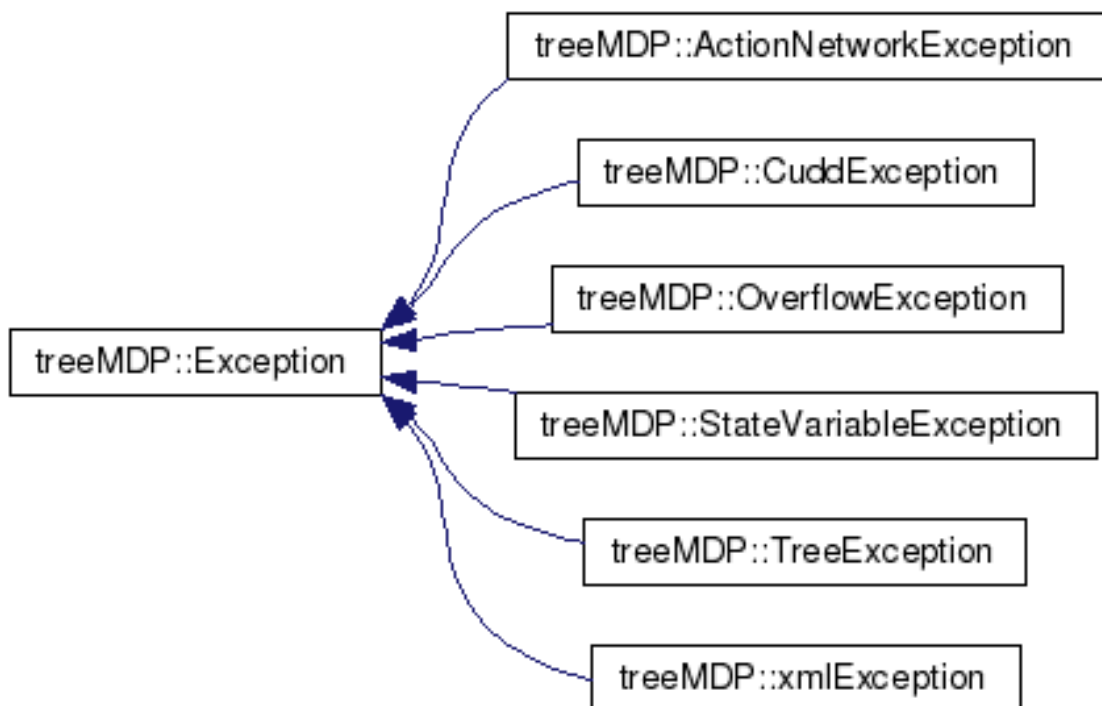 treeMDP::ActionNetworkException
treeMDP::CuddException
treeMDP::OverflowException
treeMDP::Exception
treeMDP::StateVariableException
treeMDP::TreeException
treeMDP::xmlException